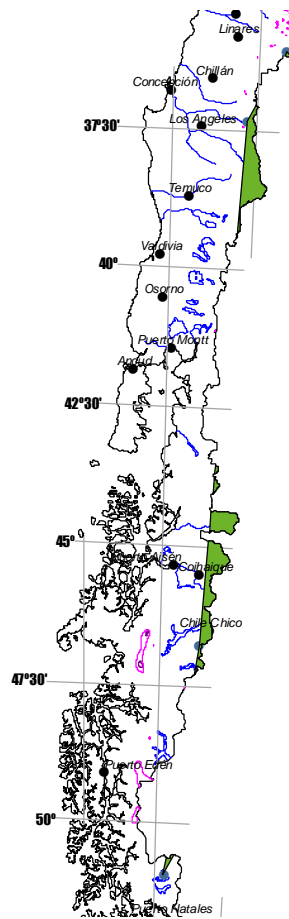 Linares
Chillán
Concepción
Los Angeles
37°30'
Temuco
Valdivia
40°
Osorno
Puerto Montt
Ancud
42°30'
45°
Aisén
Coihaique
Chile Chico
47°30'
Puerto Edén
50°
Puerto Natales